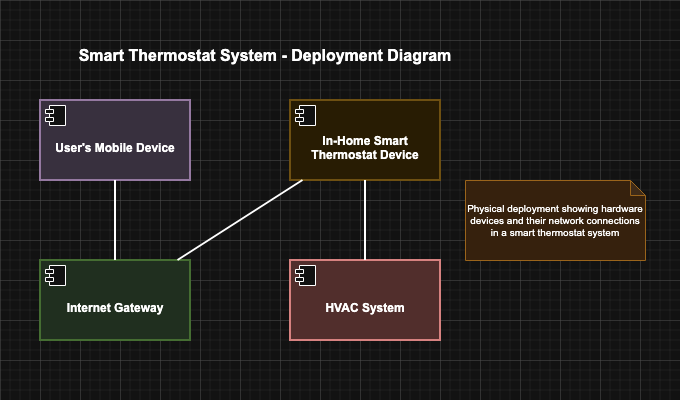 Smart Thermostat System - Deployment Diagram
User's Mobile Device
In-Home Smart
Thermostat Device
Physical deployment showing hardware
devices and their network connections
in a smart thermostat system
Internet Gateway
HVAC System